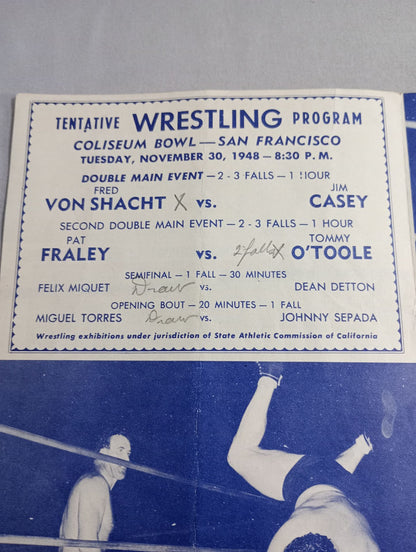 TENTATIVE WRESTLING PROGRAM
COLISEUM BOWL — SAN FRANCISCO
TUESDAY, NOVEMBER 30, 1948 — 8:30 P. M.
DOUBLE MAIN EVENT — 2 - 3 FALLS — 1 HOUR
FRED VON SHACHT X vs. JIM CASEY
SECOND DOUBLE MAIN EVENT — 2 - 3 FALLS — 1 HOUR
PAT FRALEY vs. 2 falls X TOMMY O'TOOLE
SEMIFINAL — 1 FALL — 30 MINUTES
FELIX MIQUET Draw vs. DEAN DETTON
OPENING BOUT — 20 MINUTES — 1 FALL
MIGUEL TORRES Draw vs. JOHNNY SEPADA
Wrestling exhibitions under jurisdiction of State Athletic Commission of California